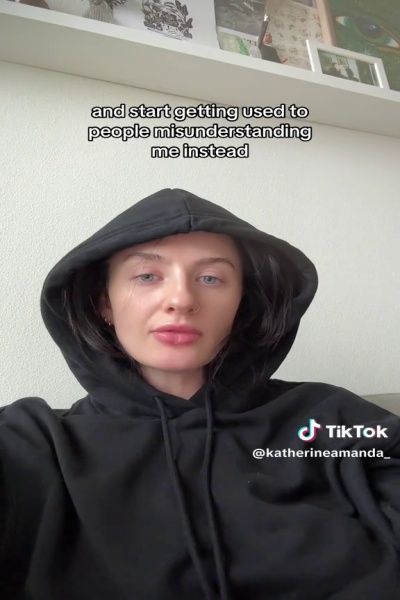 and start getting used to
people misunderstanding
me instead
TikTok
@katherineamanda_